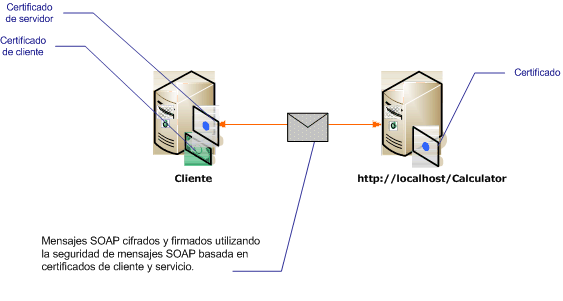 Certificado
de servidor
Certificado
de cliente
Certificado
Cliente
http://localhost/Calculator
Mensajes SOAP cifrados y firmados utilizando
la seguridad de mensajes SOAP basada en
certificados de cliente y servicio.